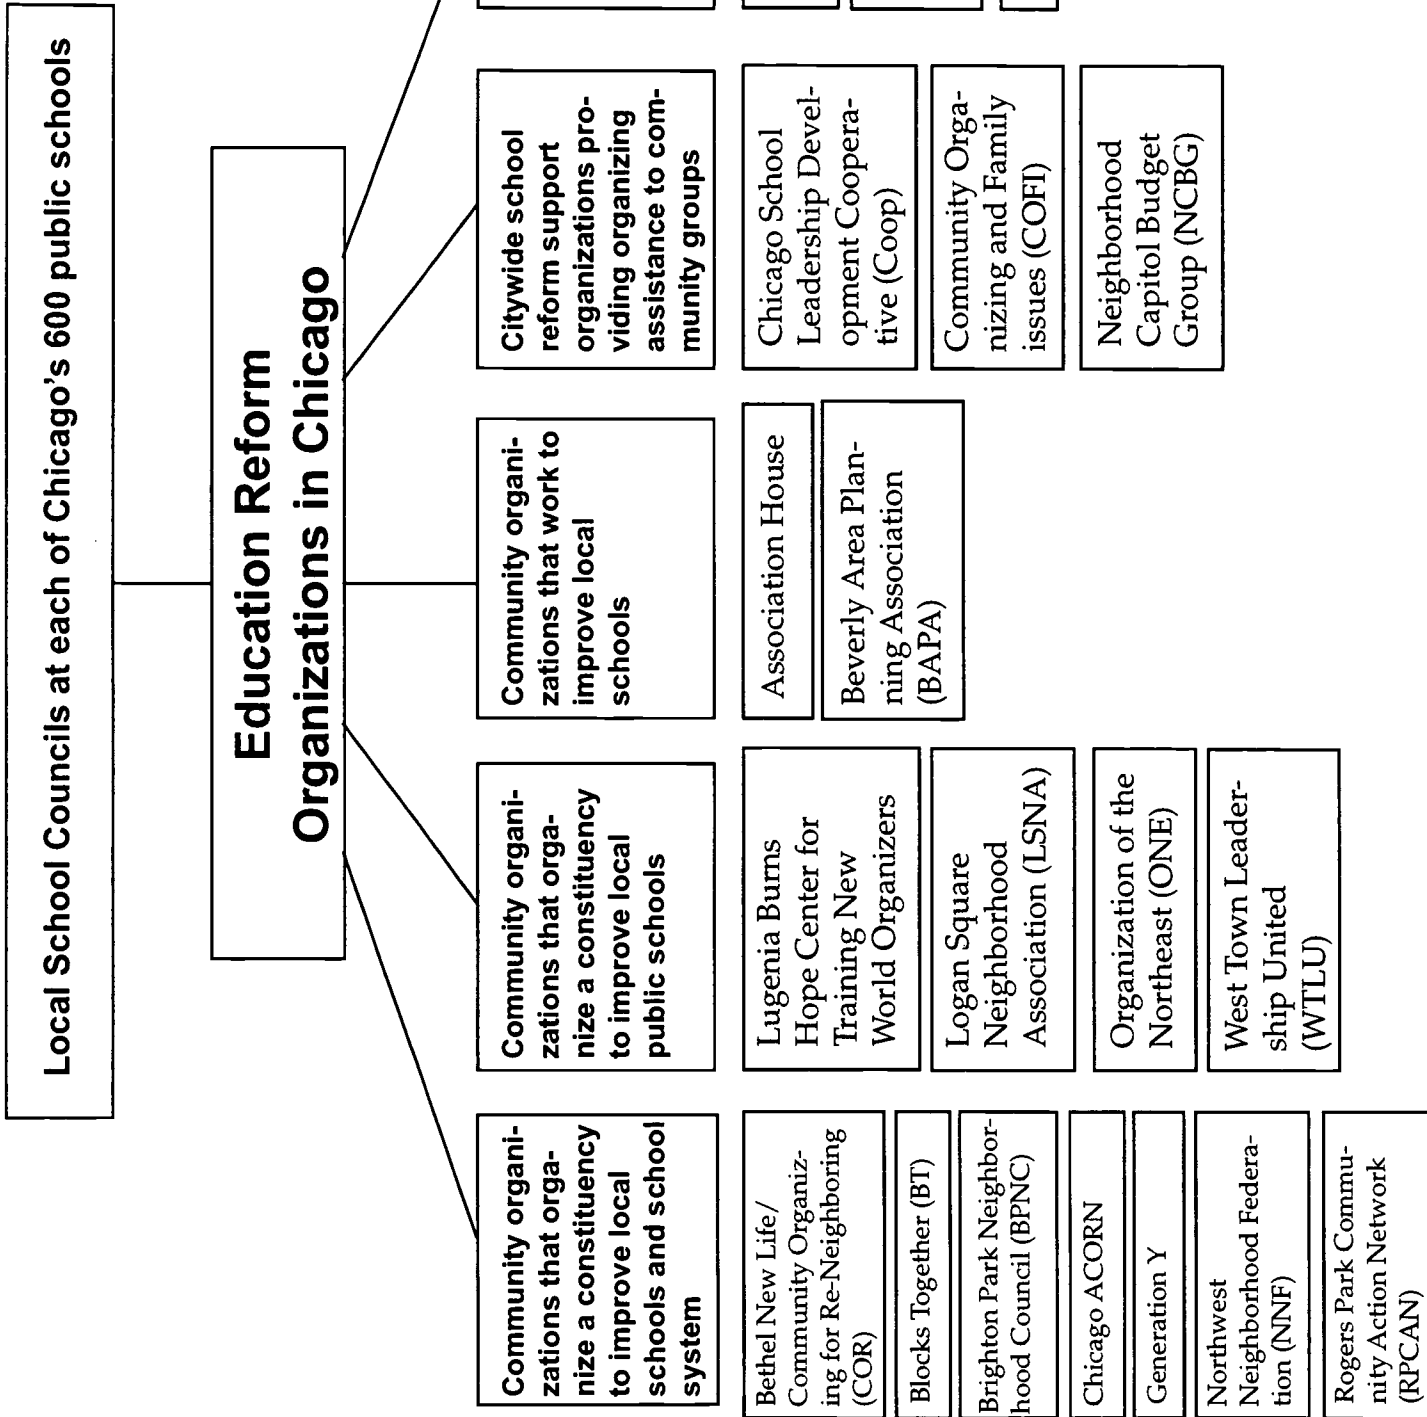 Local School Councils at each of Chicago's 600 public schools
Education Reform
Organizations in Chicago
Community organi-
zations that orga-
nize a constituency
to improve local
schools and school
system
Bethel New Life/
Community Organiz-
ing for Re-Neighboring
(COR)
Blocks Together (BT)
Brighton Park Neighbor-
hood Council (BPNC)
Chicago ACORN
Generation Y
Northwest
Neighborhood Federa-
tion (NNF)
Rogers Park Commu-
nity Action Network
(RPCAN)
Community organi-
zations that orga-
nize a constituency
to improve local
public schools
Lugenia Burns
Hope Center for
Training New
World Organizers
Logan Square
Neighborhood
Association (LSNA)
Organization of the
Northeast (ONE)
West Town Leader-
ship United
(WTLU)
Community organi-
zations that work to
improve local
schools
Association House
Beverly Area Plan-
ning Association
(BAPA)
Citywide school
reform support
organizations pro-
viding organizing
assistance to com-
munity groups
Chicago School
Leadership Devel-
opment Coopera-
tive (Coop)
Community Orga-
nizing and Family
issues (COFI)
Neighborhood
Capitol Budget
Group (NCBG)